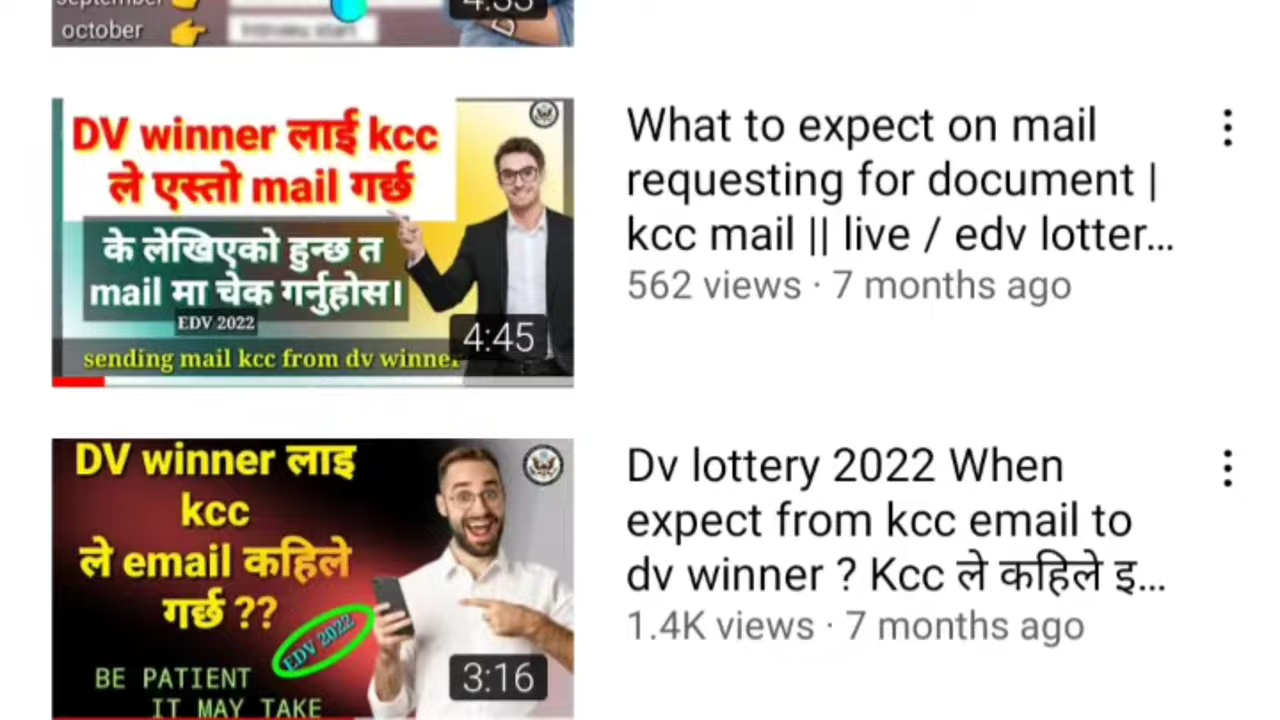 september
4:35
october
DV winner लाई kcc
ले एस्तो mail गर्छ
के लेखिएको हुन्छ त
mail मा चेक गर्नुहोस।
EDV 2022
4:45
sending mail kcc from dv winner
What to expect on mail
requesting for document |
kcc mail || live / edv lotter...
562 views · 7 months ago
DV winner लाइ
kcc
ले email कहिले
गर्छ ??
EDV 2022
BE PATIENT
IT MAY TAKE
3:16
Dv lottery 2022 When
expect from kcc email to
dv winner ? Kcc ले कहिले इ...
1.4K views · 7 months ago